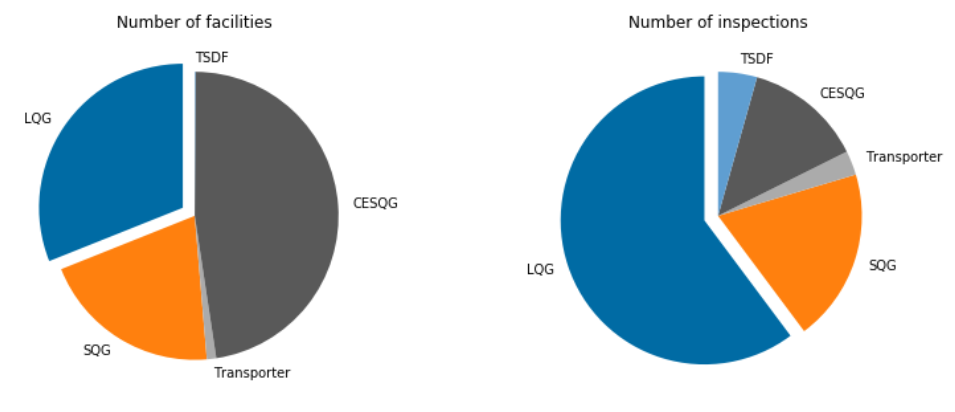 Number of facilities
TSDF
LQG
CESQG
SQG
Transporter
Number of inspections
TSDF
CESQG
Transporter
LQG
SQG